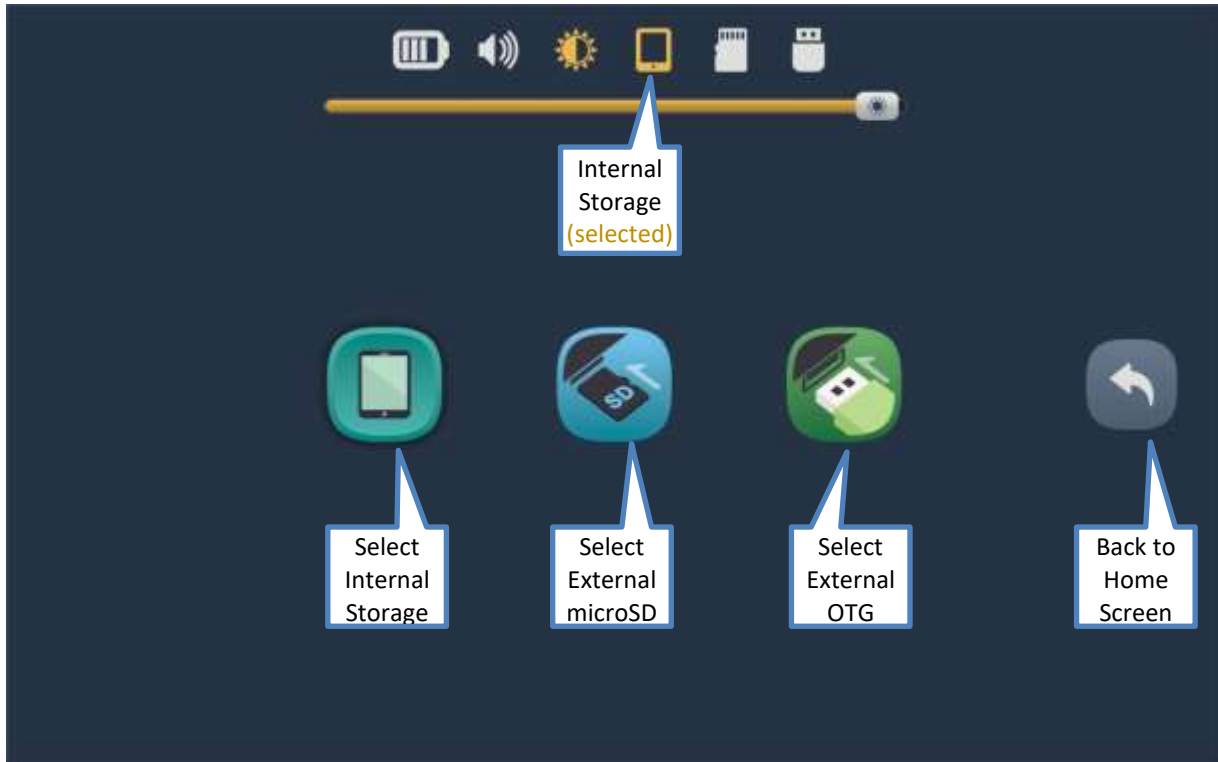 Internal
Storage
(selected)
SD
Select
Internal
Storage
Select
External
microSD
Select
External
OTG
Back to
Home
Screen